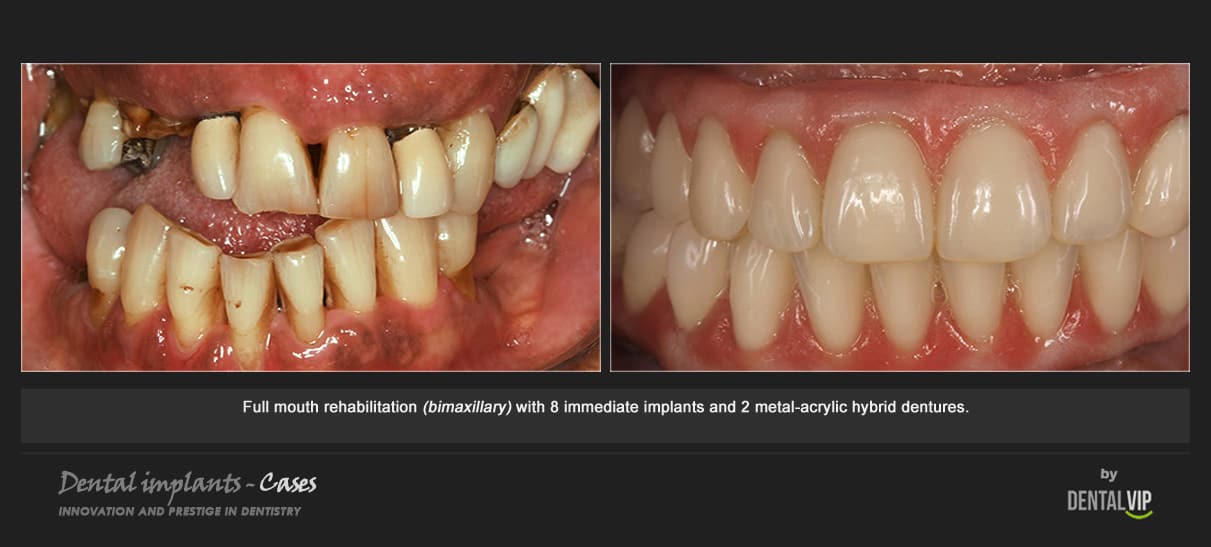 Full mouth rehabilitation (bimaxillary) with 8 immediate implants and 2 metal-acrylic hybrid dentures.
Dental implants - Cases
INNOVATION AND PRESTIGE IN DENTISTRY
by
DENTALVIP